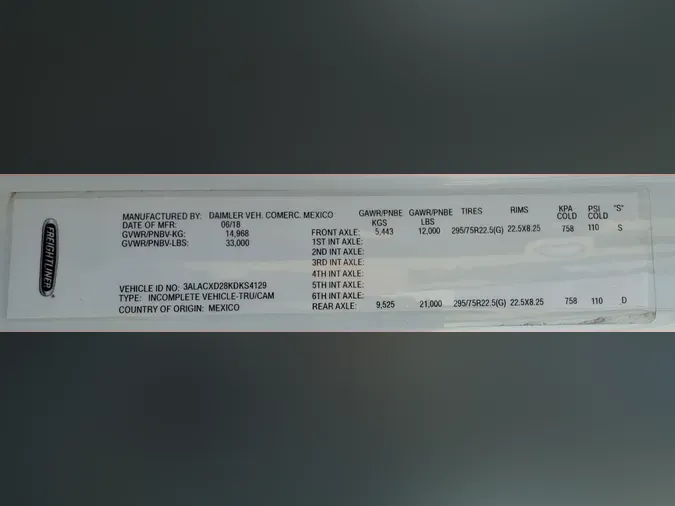 FREIGHTLINER
MANUFACTURED BY: DAIMLER VEH. COMERC. MEXICO
DATE OF MFR: 06/18
GVWR/PNBV-KG: 14,968
GVWR/PNBV-LBS: 33,000
VEHICLE ID NO: 3ALACXD28KDKS4129
TYPE: INCOMPLETE VEHICLE-TRU/CAM
COUNTRY OF ORIGIN: MEXICO
GAWR/PNBE KGS GAWR/PNBE LBS TIRES RIMS KPA COLD PSI COLD "S"
FRONT AXLE: 5,443 12,000 295/75R22.5(G) 22.5X8.25 758 110 S
1ST INT AXLE:
2ND INT AXLE:
3RD INT AXLE:
4TH INT AXLE:
5TH INT AXLE:
6TH INT AXLE:
REAR AXLE: 9,525 21,000 295/75R22.5(G) 22.5X8.25 758 110 D